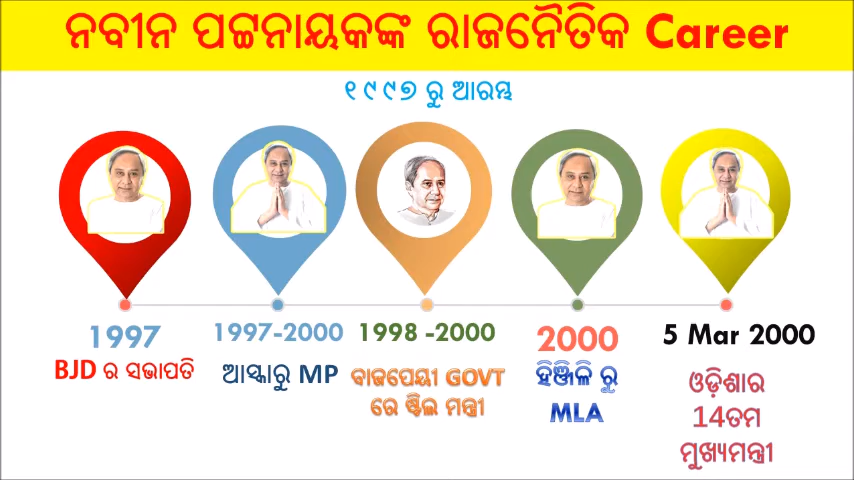 ନବୀନ ପଟ୍ଟନାୟକଙ୍କ ରାଜନୈତିକ Career
୧୯୯୭ ରୁ ଆରମ୍ଭ
1997
BJD ର ସଭାପତି
1997-2000
ଆସ୍କାରୁ MP
1998 -2000
ବାଜପେୟୀ GOVT
ରେ ଷ୍ଟିଲ ମନ୍ତ୍ରୀ
2000
ହିଞ୍ଜିଳି ରୁ
MLA
5 Mar 2000
ଓଡ଼ିଶାର
14ତମ
ମୁଖ୍ୟମନ୍ତ୍ରୀ